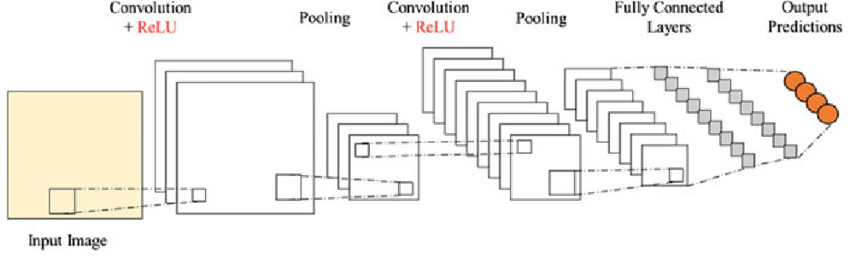 Convolution
+ ReLU
Pooling
Convolution
+ ReLU
Pooling
Fully Connected
Layers
Output
Predictions
Input Image